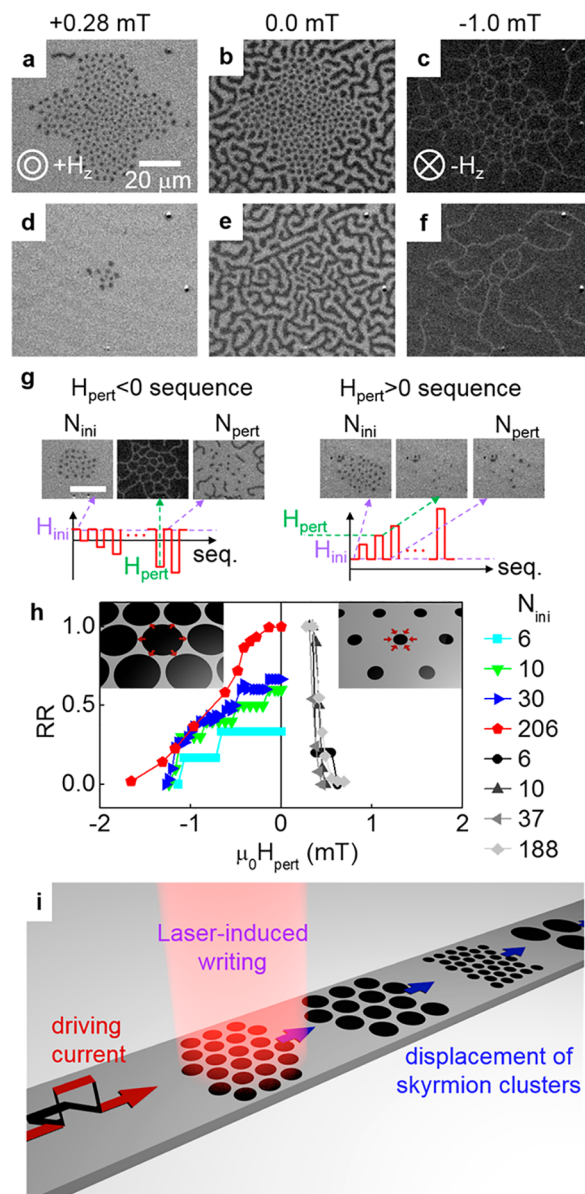 +0.28 mT 0.0 mT -1.0 mT
a b c
+Hz -Hz
20 μm
d e f
g
Hpert<0 sequence Hpert>0 sequence
Nini Npert Nini Npert
Hini Hpert
seq. seq.
Hpert Hini
h Nini
1.0 6
10
30
RR 0.5 206
6
10
0.0 37
-2 -1 0 1 2 188
μ0Hpert (mT)
i
Laser-induced
writing
driving
current
displacement of
skyrmion clusters